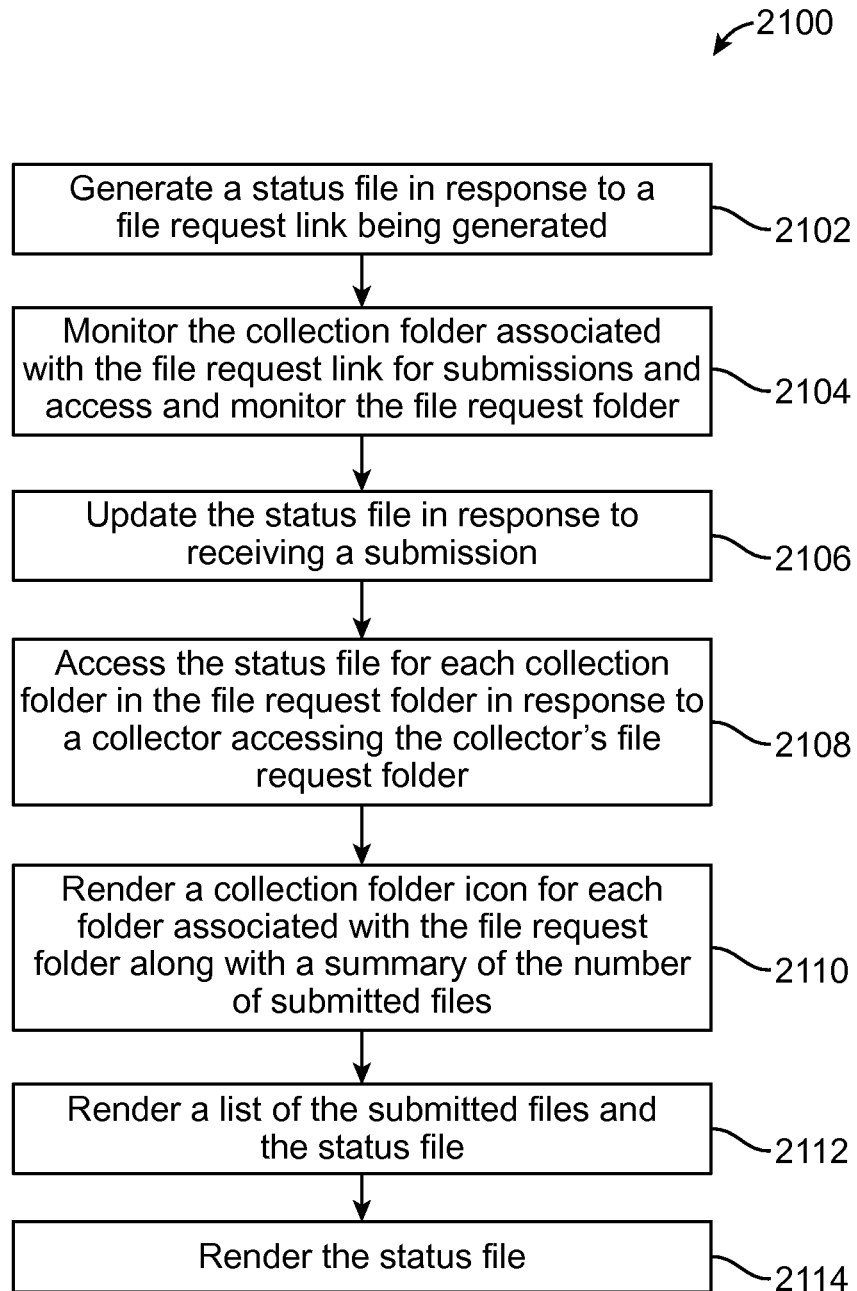 2100
Generate a status file in response to a
file request link being generated
2102
Monitor the collection folder associated
with the file request link for submissions and
access and monitor the file request folder
2104
Update the status file in response to
receiving a submission
2106
Access the status file for each collection
folder in the file request folder in response to
a collector accessing the collector's file
request folder
2108
Render a collection folder icon for each
folder associated with the file request
folder along with a summary of the number
of submitted files
2110
Render a list of the submitted files and
the status file
2112
Render the status file
2114